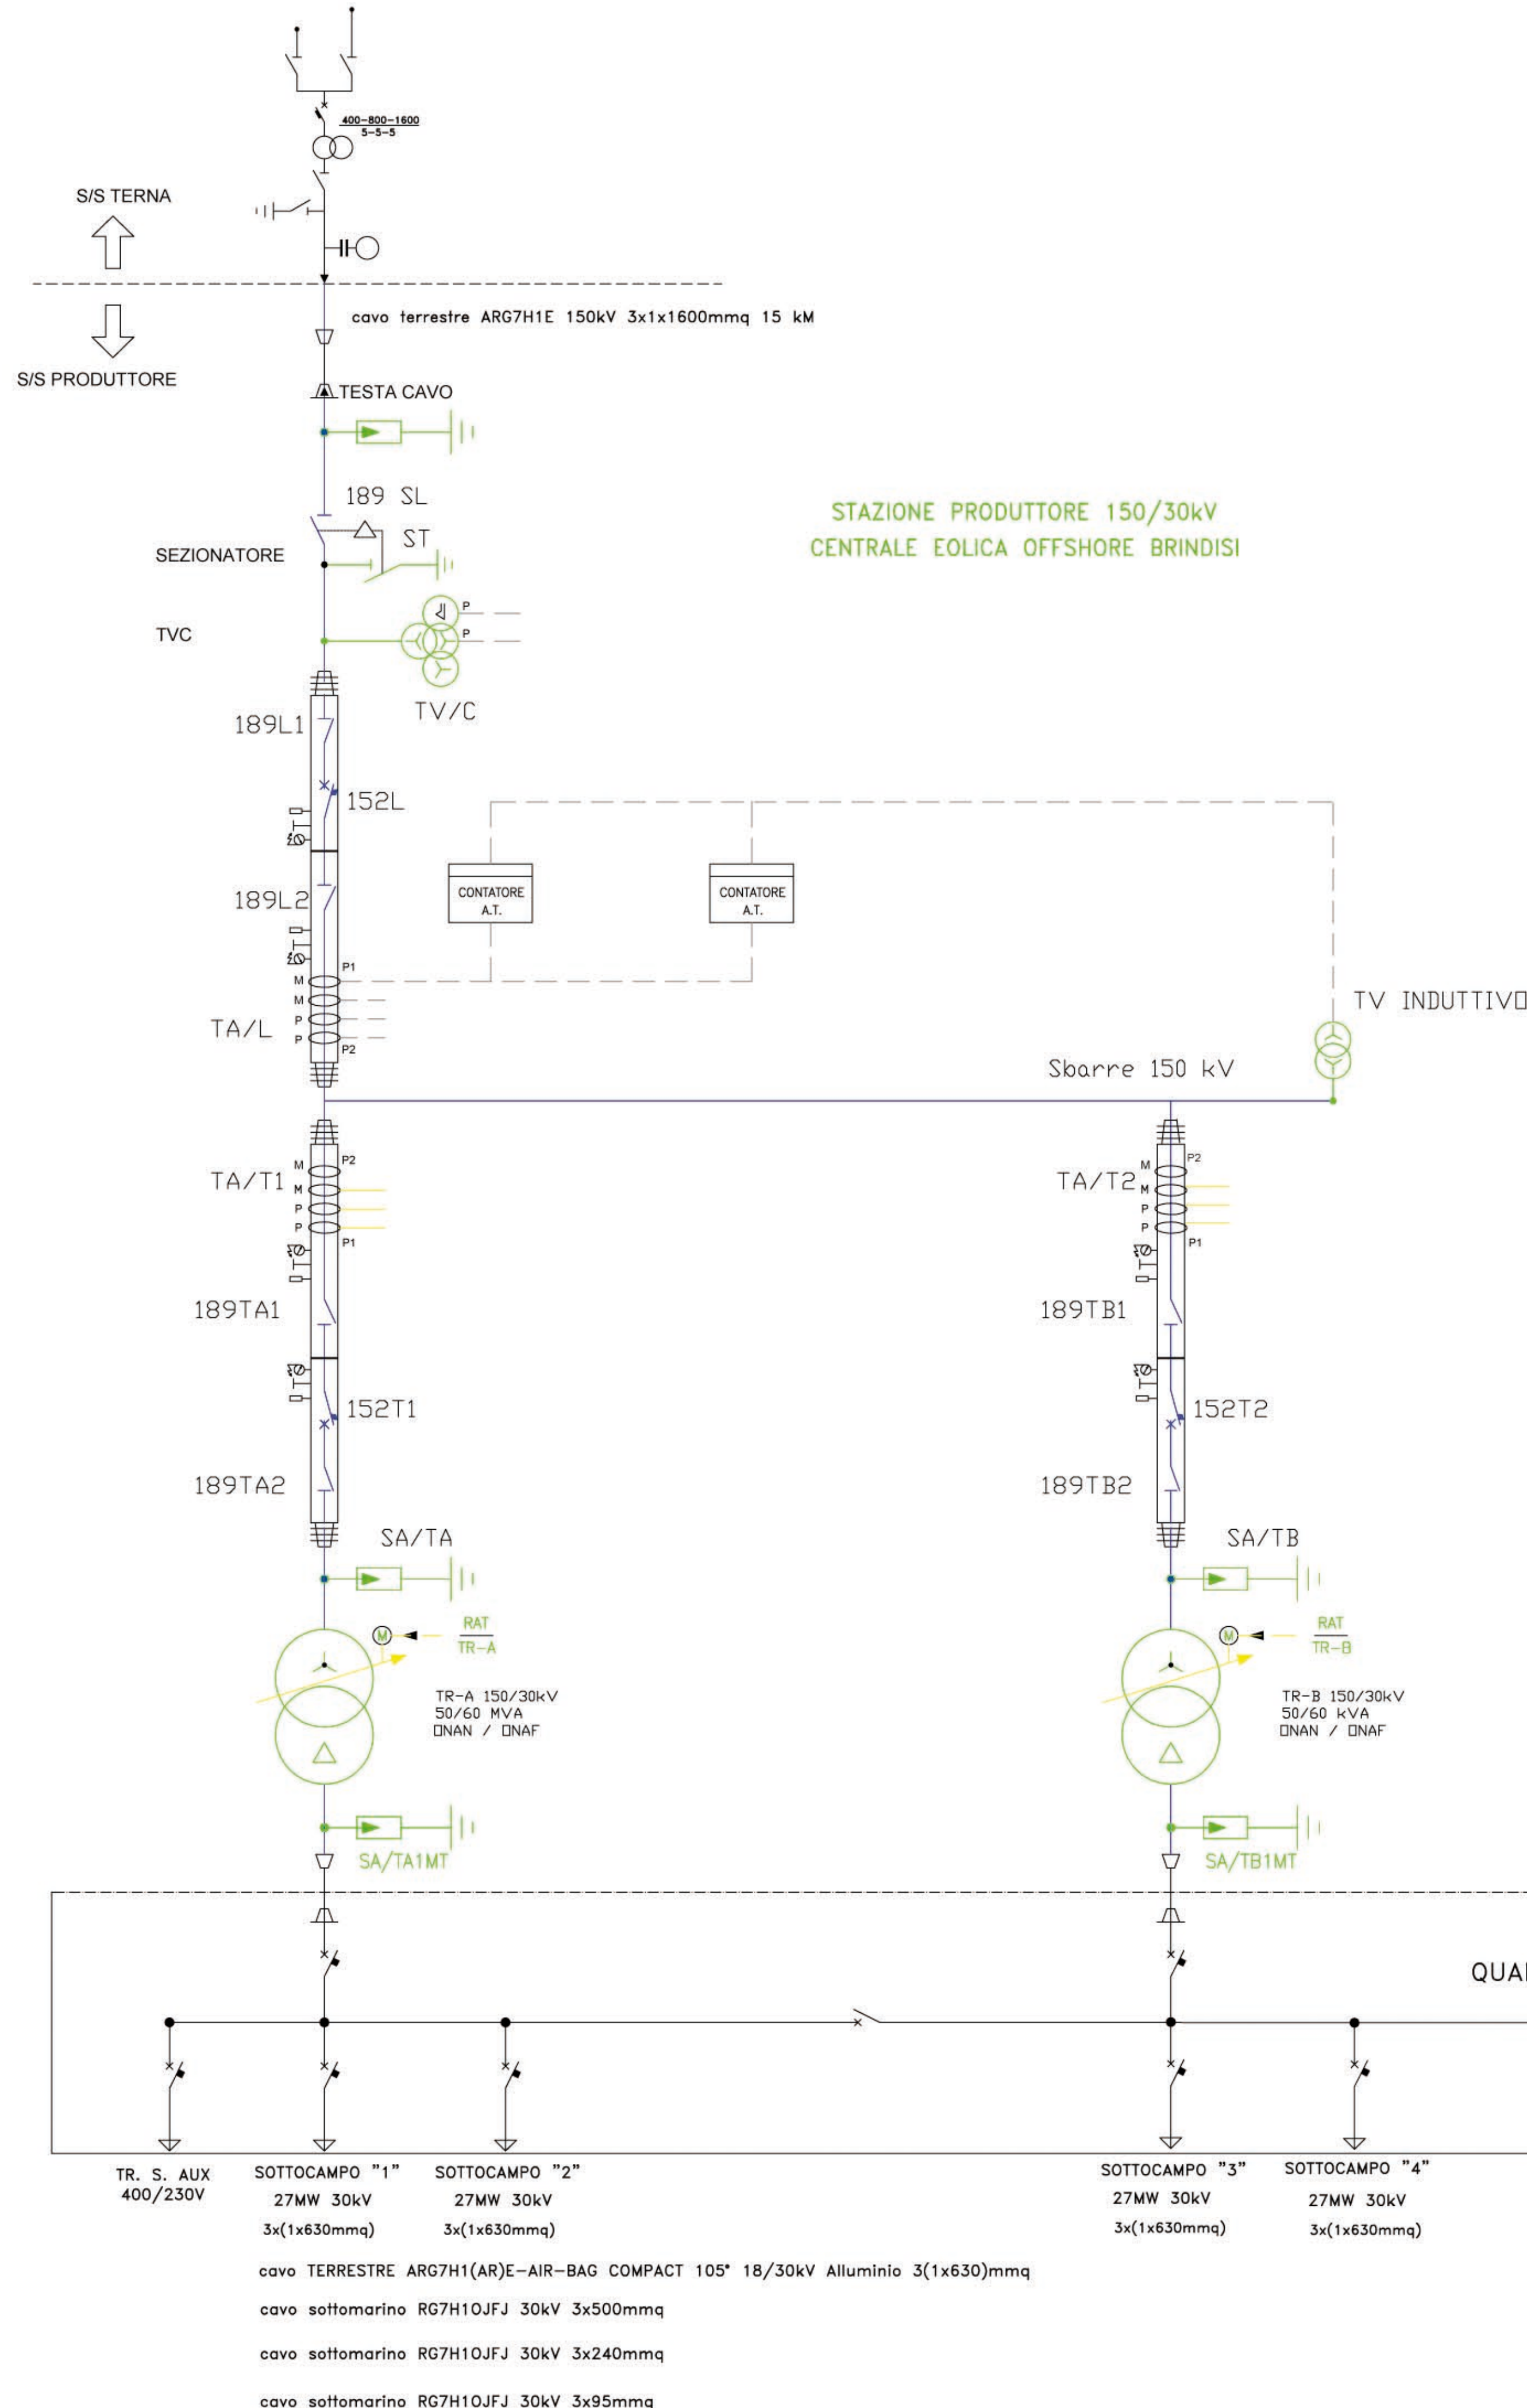 400-800-1600
5-5-5
S/S TERNA
cavo terrestre ARG7H1E 150kV 3x1x1600mmq 15 kM
S/S PRODUTTORE
TESTA CAVO
189 SL
STAZIONE PRODUTTORE 150/30kV
CENTRALE EOLICA OFFSHORE BRINDISI
ST
SEZIONATORE
P
TVC
P
TV/C
189L1
152L
CONTATORE
A.T.
CONTATORE
A.T.
189L2
P1
M
M
TV INDUTTIVO
TA/L
P
P
P2
Sbarre 150 kV
M
P2
TA/T1
M
P
P
P1
M
P2
TA/T2
M
P
P
P1
189TA1
189TB1
152T1
152T2
189TA2
189TB2
SA/TA
SA/TB
M
RAT
TR-A
M
RAT
TR-B
TR-A 150/30kV
50/60 MVA
ONAN / ONAF
TR-B 150/30kV
50/60 kVA
ONAN / ONAF
SA/TA1MT
SA/TB1MT
QUA
TR. S. AUX
400/230V
SOTTOCAMPO "1"
27MW 30kV
3x(1x630mmq)
SOTTOCAMPO "2"
27MW 30kV
3x(1x630mmq)
SOTTOCAMPO "3"
27MW 30kV
3x(1x630mmq)
SOTTOCAMPO "4"
27MW 30kV
3x(1x630mmq)
cavo TERRESTRE ARG7H1(AR)E-AIR-BAG COMPACT 105° 18/30kV Alluminio 3(1x630)mmq
cavo sottomarino RG7H1OJFJ 30kV 3x500mmq
cavo sottomarino RG7H1OJFJ 30kV 3x240mmq
cavo sottomarino RG7H1OJFJ 30kV 3x95mmq